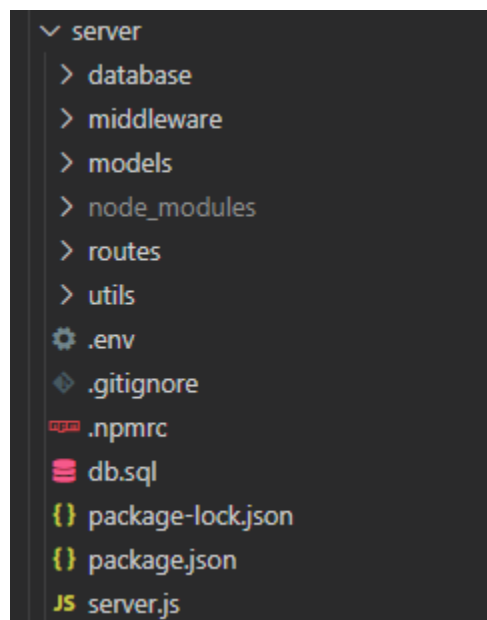 server
database
middleware
models
node_modules
routes
utils
.env
.gitignore
.npmrc
db.sql
{} package-lock.json
{} package.json
JS server.js